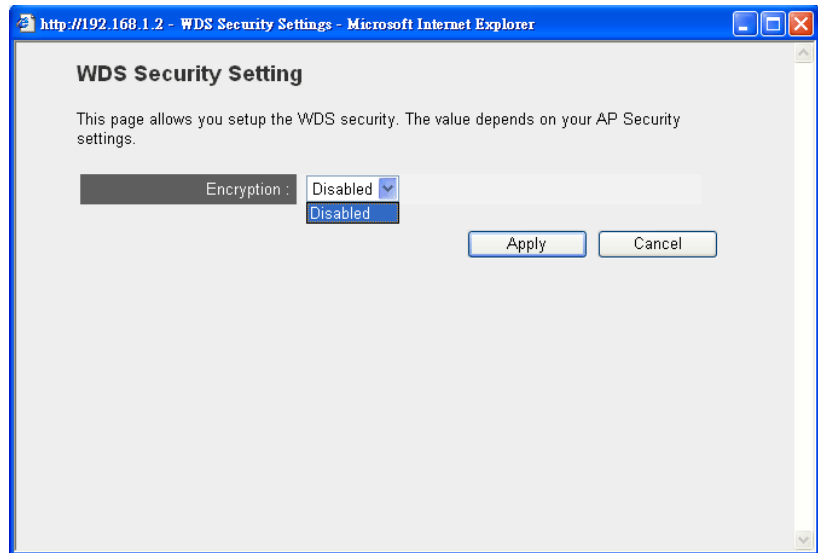 http://192.168.1.2 - WDS Security Settings - Microsoft Internet Explorer
WDS Security Setting
This page allows you setup the WDS security. The value depends on your AP Security
settings.
Encryption : Disabled
Disabled
Apply Cancel